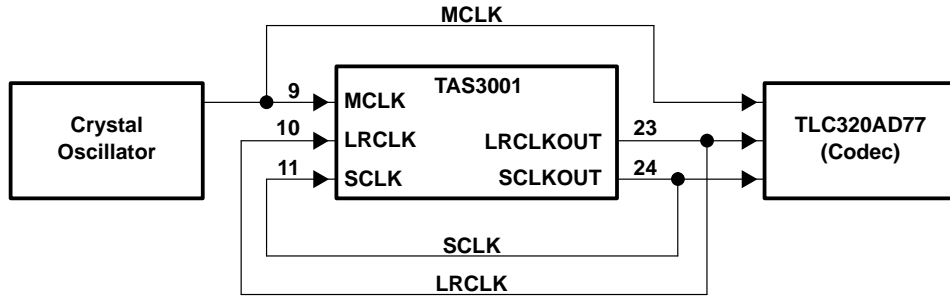 MCLK
TAS3001
9
MCLK
Crystal
Oscillator
10
LRCLK
LRCLKOUT
23
TLC320AD77
(Codec)
11
SCLK
SCLKOUT
24
SCLK
LRCLK